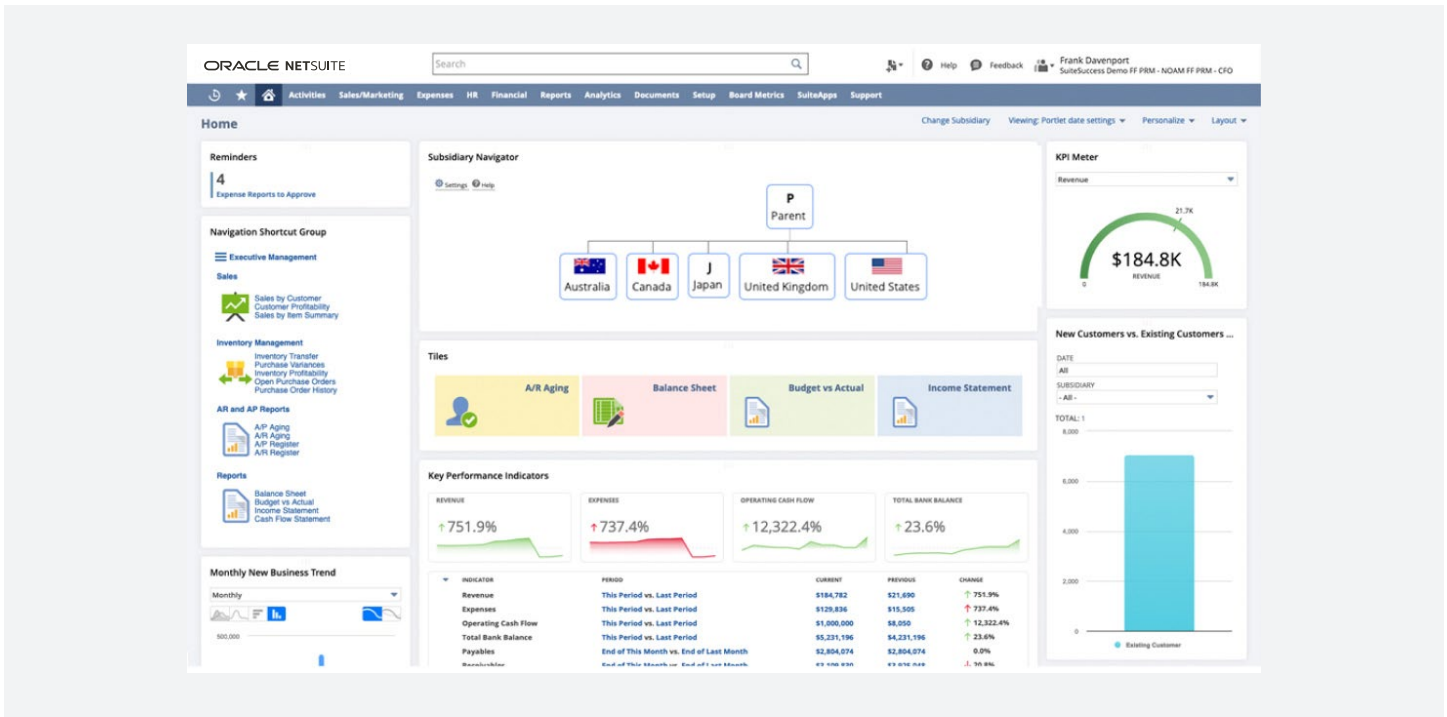 ORACLE NETSUITE
Search
Help
Feedback
Frank Davenport
SuiteSuccess Demo FF PRM - NOAM FF PRM - CFO
Activities Sales/Marketing Expenses HR Financial Reports Analytics Documents Setup Board Metrics SuiteApps Support
Home
Change Subsidiary Viewing: Portlet date settings Personalize Layout
Reminders
4
Expense Reports to Approve
Navigation Shortcut Group
Executive Management
Sales
Sales by Customer
Customer Profitability
Sales by Item Summary
Inventory Management
Inventory Transfer
Purchase Variances
Inventory Profitability
Open Purchase Orders
Purchase Order History
AR and AP Reports
A/P Aging
A/R Aging
A/P Register
A/R Register
Reports
Balance Sheet
Budget vs Actual
Income Statement
Cash Flow Statement
Monthly New Business Trend
Monthly
500,000
Subsidiary Navigator
Settings Help
P
Parent
Australia
Canada
J
Japan
United Kingdom
United States
Tiles
A/R Aging
Balance Sheet
Budget vs Actual
Income Statement
Key Performance Indicators
REVENUE
751.9%
EXPENSES
737.4%
OPERATING CASH FLOW
12,322.4%
TOTAL BANK BALANCE
23.6%
INDICATOR PERIOD CURRENT PREVIOUS CHANGE
Revenue This Period vs. Last Period $184,782 $21,690 751.9%
Expenses This Period vs. Last Period $129,836 $15,505 737.4%
Operating Cash Flow This Period vs. Last Period $1,000,000 $8,050 12,322.4%
Total Bank Balance This Period vs. Last Period $5,231,196 $4,231,196 23.6%
Payables End of This Month vs. End of Last Month $2,804,074 $2,804,074 0.0%
Receivables End of This Month vs. End of Last Month 20.8%
KPI Meter
Revenue
21.7K
$184.8K
REVENUE
0
184.8K
New Customers vs. Existing Customers ...
DATE
All
SUBSIDIARY
- All -
TOTAL: 1
8,000
6,000
4,000
2,000
0
Existing Customer